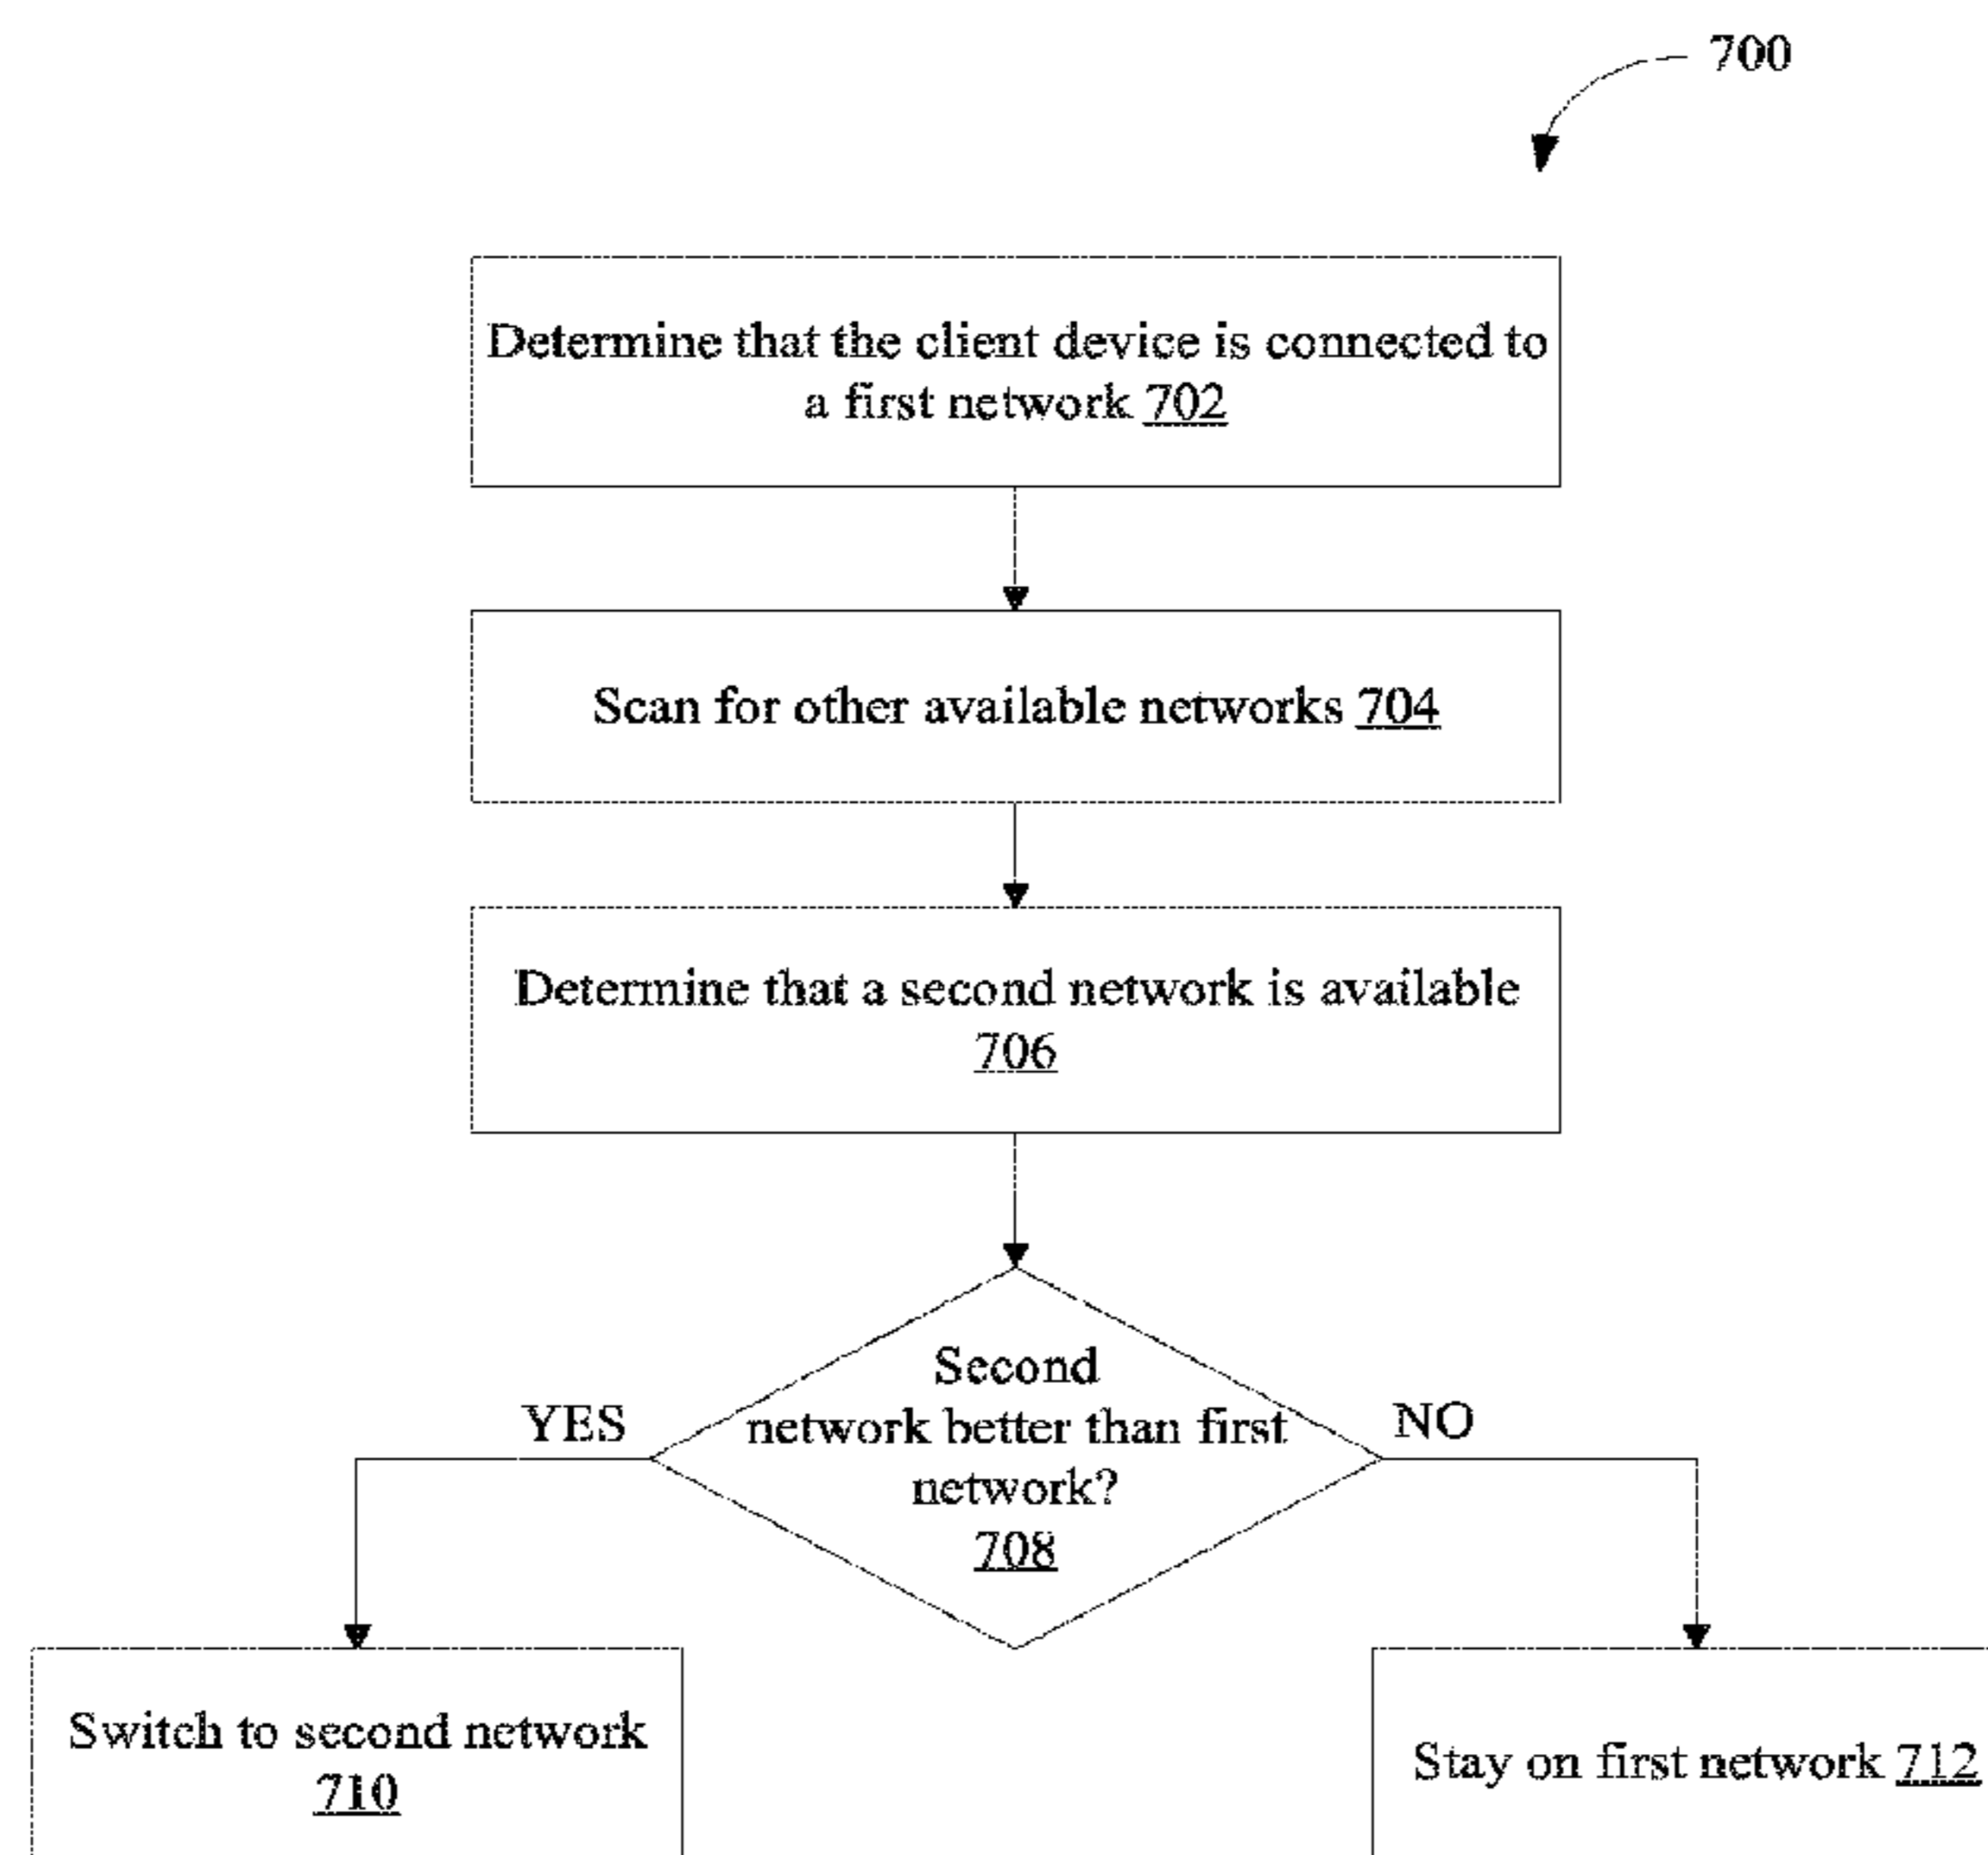 700
Determine that the client device is connected to
a first network 702
Scan for other available networks 704
Determine that a second network is available
706
Second
network better than first
network?
708
YES
NO
Switch to second network
710
Stay on first network 712